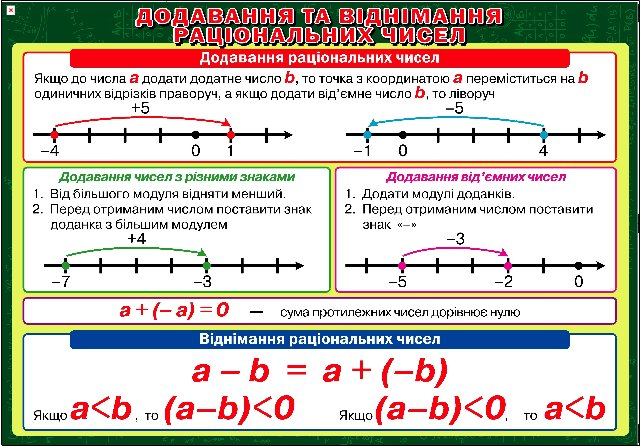 ДОДАВАННЯ ТА ВІДНІМАННЯ
РАЦІОНАЛЬНИХ ЧИСЕЛ
Додавання раціональних чисел
Якщо до числа a додати додатне число b, то точка з координатою a переміститься на b
одиничних відрізків праворуч, а якщо додати від’ємне число b, то ліворуч
+5
−4 0 1
−5
−1 0 4
Додавання чисел з різними знаками
1. Від більшого модуля відняти менший.
2. Перед отриманим числом поставити знак
доданка з більшим модулем
+4
−7 −3
Додавання від’ємних чисел
1. Додати модулі доданків.
2. Перед отриманим числом поставити
знак «−»
−3
−5 −2 0
a + (− a) = 0 — сума протилежних чисел дорівнює нулю
Віднімання раціональних чисел
a − b = a + (−b)
Якщо a<b , то (a−b)<0 Якщо (a−b)<0, то a<b